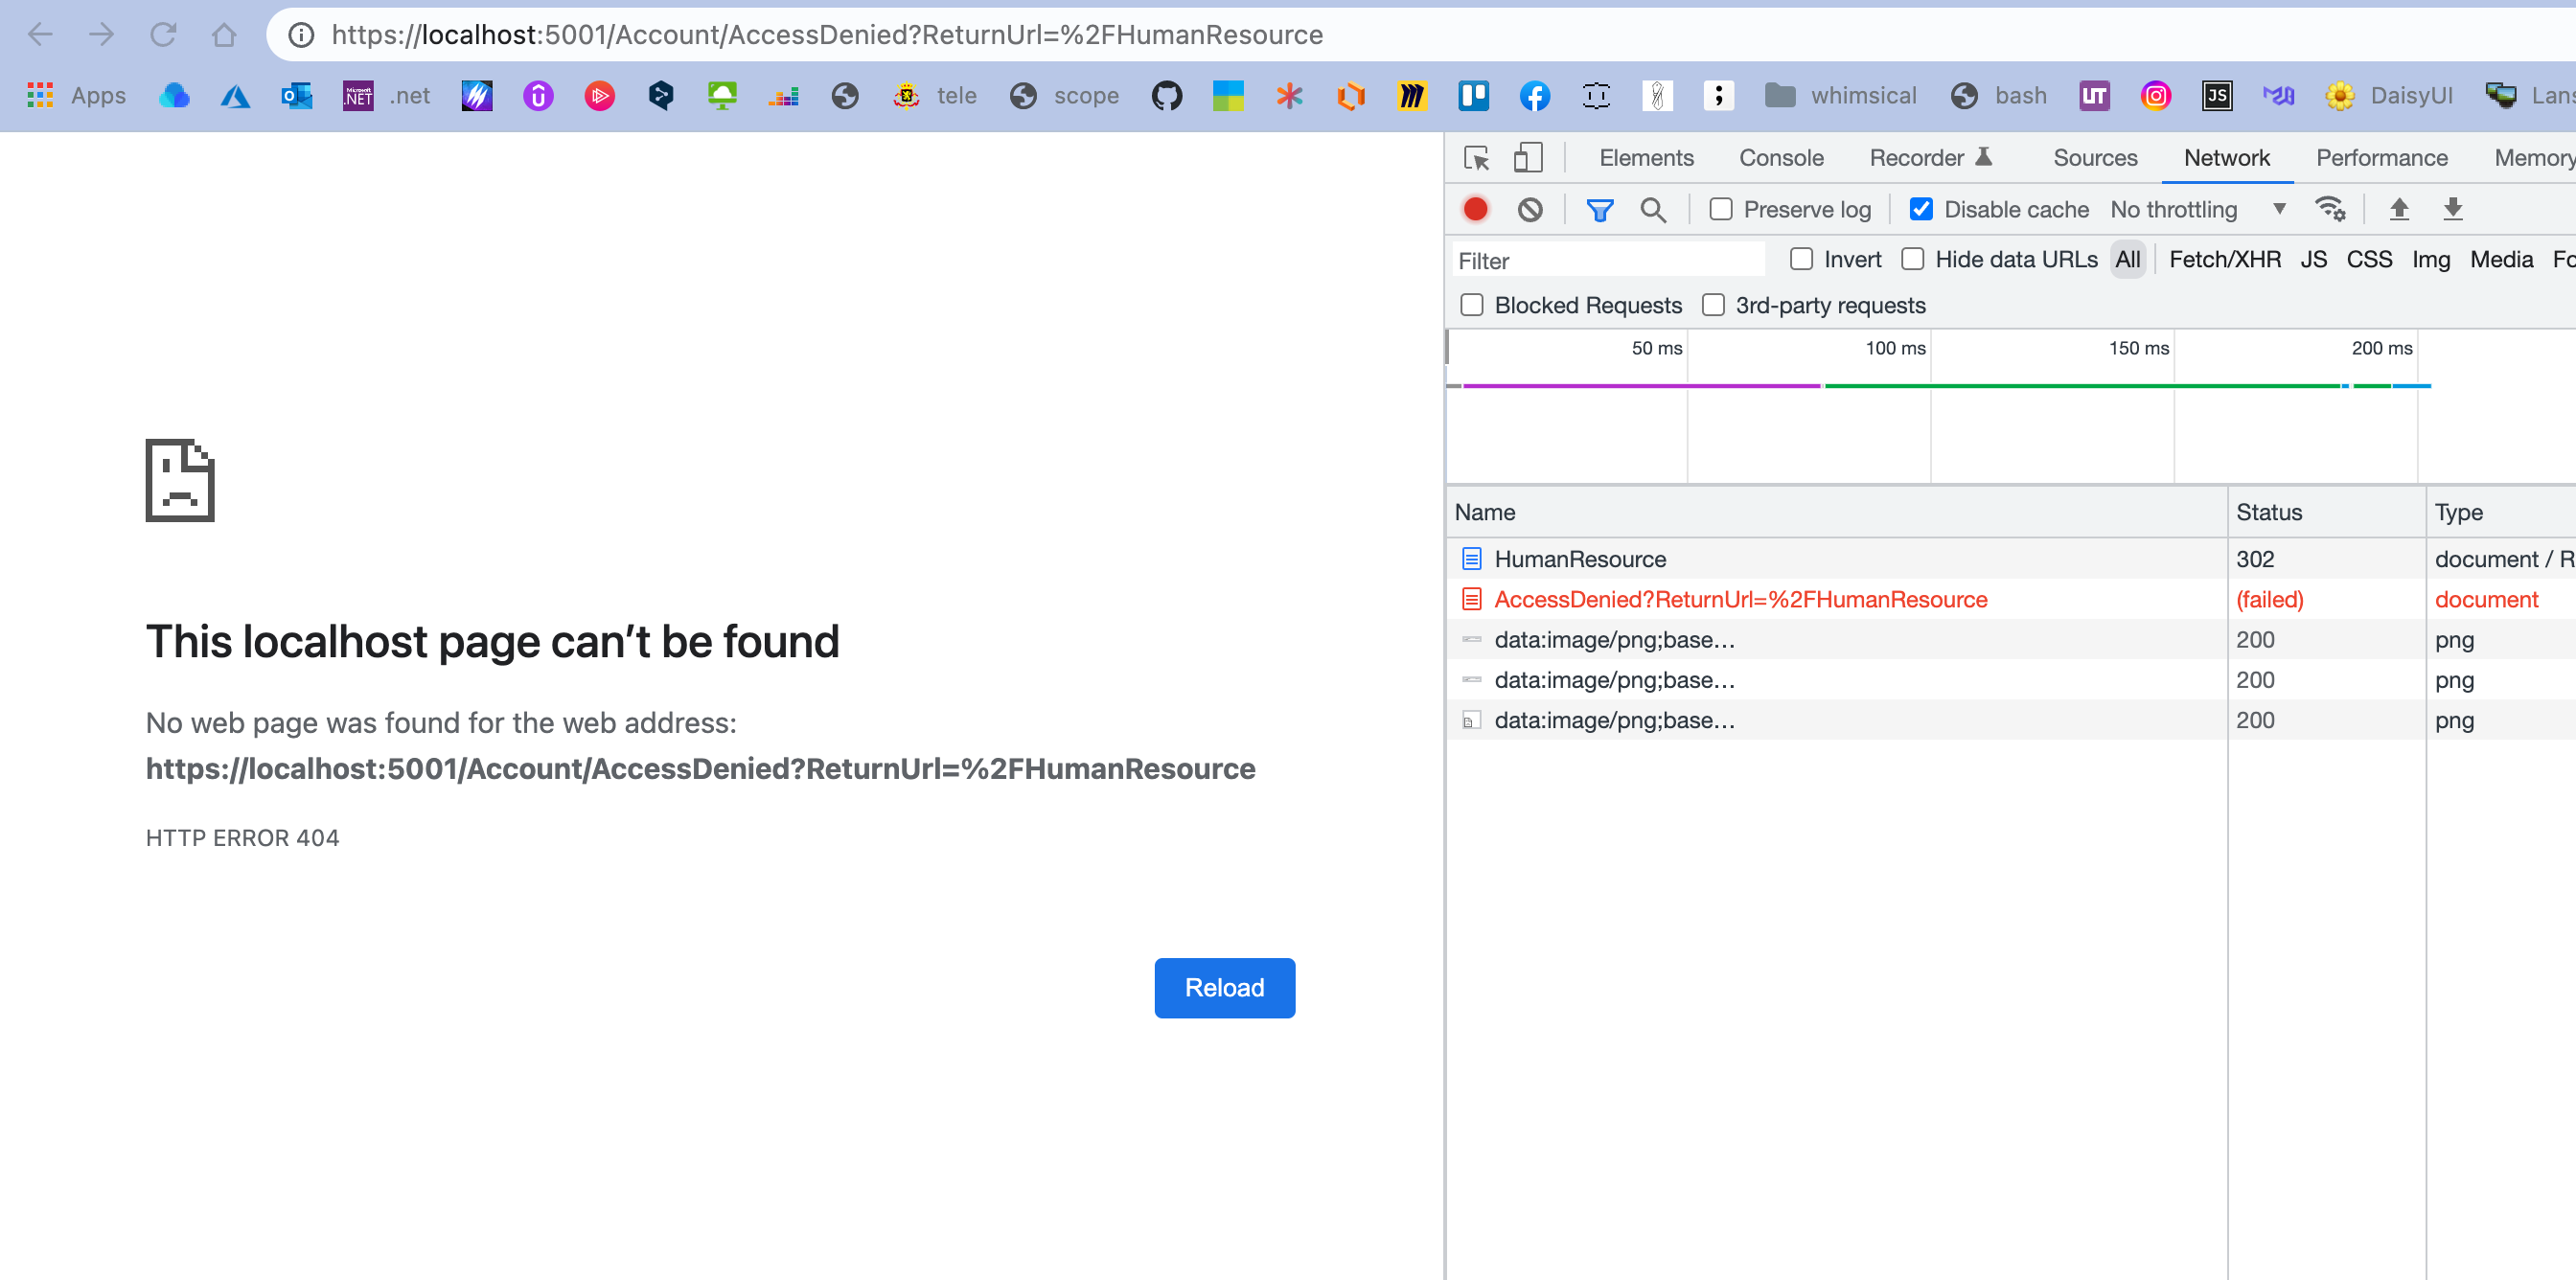 https://localhost:5001/Account/AccessDenied?ReturnUrl=%2FHumanResource
Apps .net tele scope whimsical bash DaisyUI Lans
Microsoft .NET
UT
JS
This localhost page can’t be found
No web page was found for the web address:
https://localhost:5001/Account/AccessDenied?ReturnUrl=%2FHumanResource
HTTP ERROR 404
Reload
Elements Console Recorder Sources Network Performance Memory
Preserve log Disable cache No throttling
Filter Invert Hide data URLs All Fetch/XHR JS CSS Img Media Fo
Blocked Requests 3rd-party requests
50 ms 100 ms 150 ms 200 ms
Name Status Type
HumanResource 302 document / R
AccessDenied?ReturnUrl=%2FHumanResource (failed) document
data:image/png;base… 200 png
data:image/png;base… 200 png
data:image/png;base… 200 png